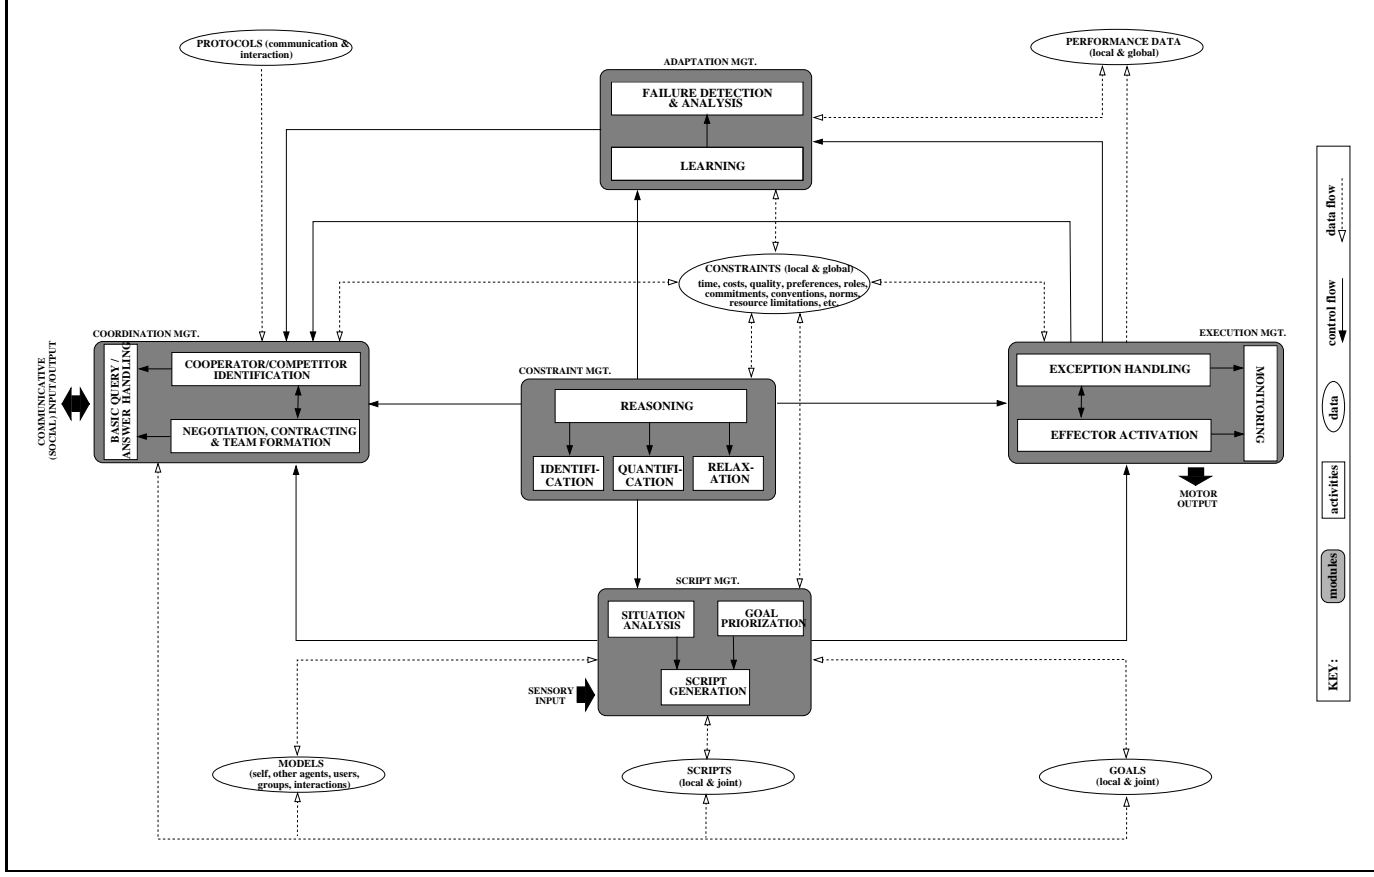 PROTOCOLS (communication &
interaction)
PERFORMANCE DATA
(local & global)
ADAPTATION MGT.
FAILURE DETECTION
& ANALYSIS
LEARNING
CONSTRAINTS (local & global)
time, costs, quality, preferences, roles,
commitments, conventions, norms,
resource limitations, etc.
COORDINATION MGT.
COMMUNICATIVE
(SOCIAL) INPUT/OUTPUT
BASIC QUERY /
ANSWER HANDLING
COOPERATOR/COMPETITOR
IDENTIFICATION
NEGOTIATION, CONTRACTING
& TEAM FORMATION
CONSTRAINT MGT.
REASONING
IDENTIFI-
CATION
QUANTIFI-
CATION
RELAX-
ATION
EXECUTION MGT.
EXCEPTION HANDLING
EFFECTOR ACTIVATION
MONITORING
MOTOR
OUTPUT
SCRIPT MGT.
SITUATION
ANALYSIS
GOAL
PRIORIZATION
SCRIPT
GENERATION
SENSORY
INPUT
MODELS
(self, other agents, users,
groups, interactions)
SCRIPTS
(local & joint)
GOALS
(local & joint)
KEY:
modules
activities
data
control flow
data flow